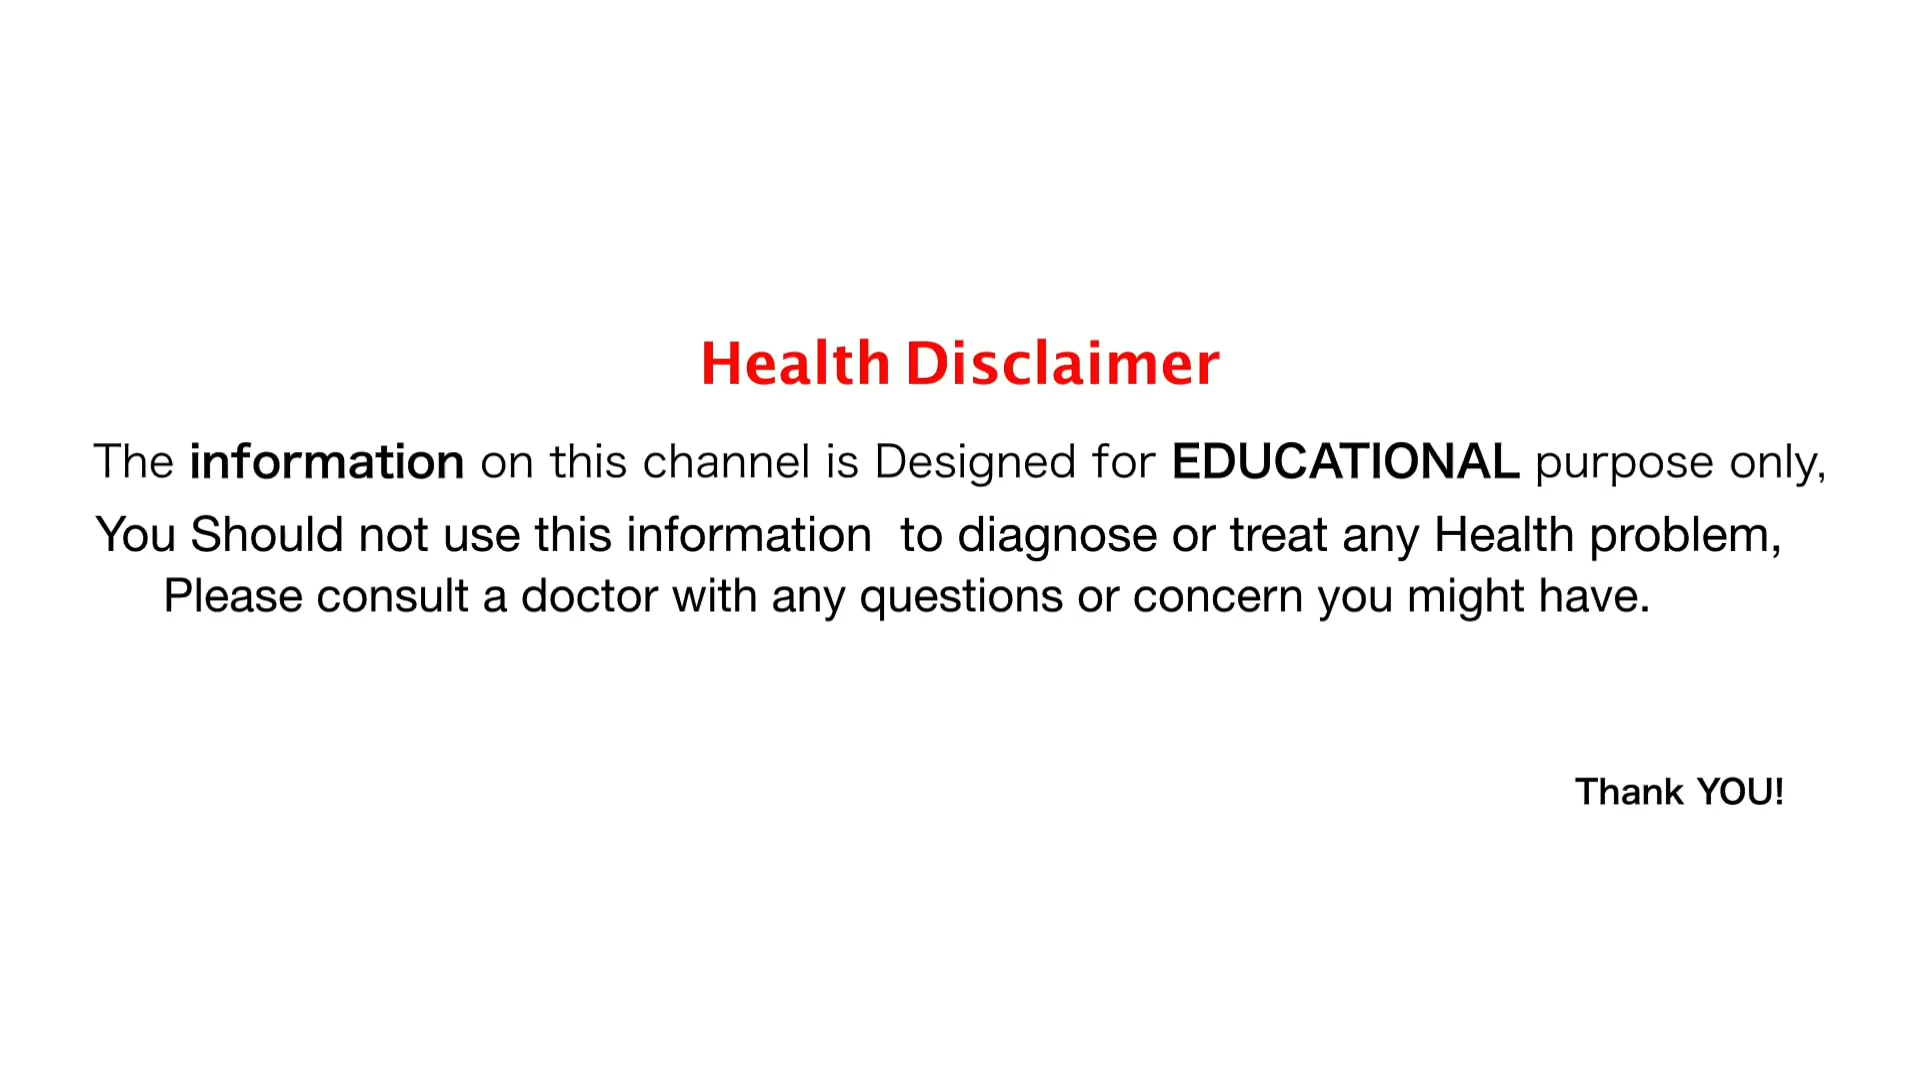 Health Disclaimer
The information on this channel is Designed for EDUCATIONAL purpose only,
You Should not use this information  to diagnose or treat any Health problem,
Please consult a doctor with any questions or concern you might have.
Thank YOU!